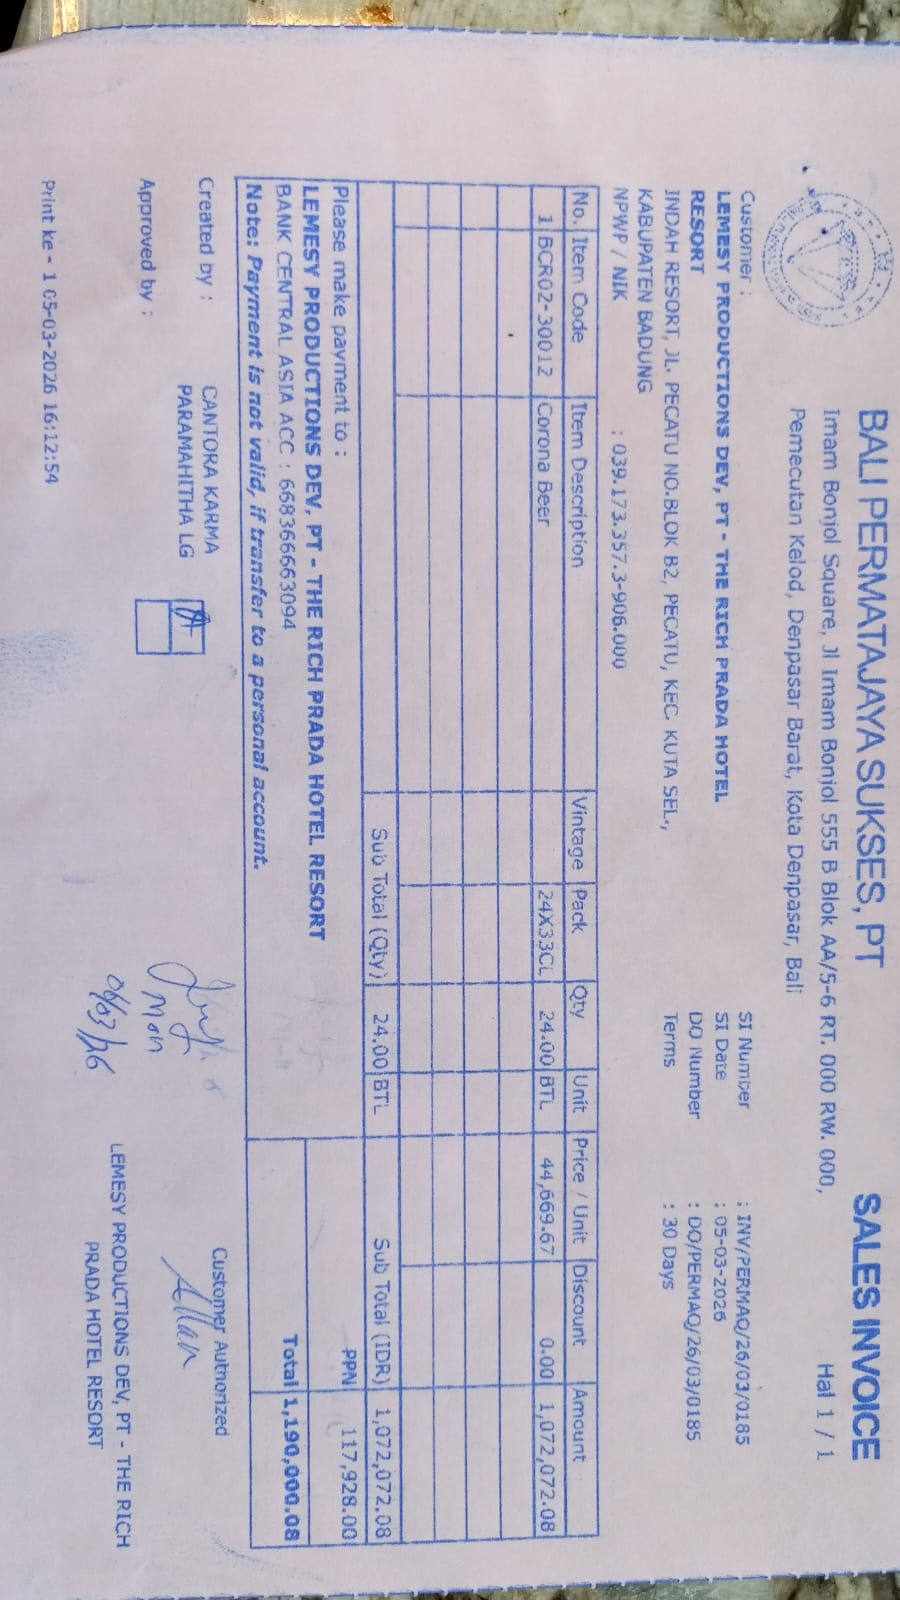 BALI PERMATAJAYA SUKSES, PT
SALES INVOICE
Imam Bonjol Square, Jl Imam Bonjol 555 B Blok AA/5-6 RT. 000 RW. 000,
Hal 1 / 1
Pemecutan Kelod, Denpasar Barat, Kota Denpasar, Bali
Customer :
SI Number : INV/PERMAQ/26/03/0185
LEMESY PRODUCTIONS DEV, PT - THE RICH PRADA HOTEL
SI Date : 05-03-2026
RESORT
DO Number : DO/PERMAQ/26/03/0185
INDAH RESORT, JL. PECATU NO.BLOK B2, PECATU, KEC. KUTA SEL.,
Terms : 30 Days
KABUPATEN BADUNG
NPWP / NIK : 039.173.357.3-906.000
No. Item Code Item Description Vintage Pack Qty Unit Price / Unit Discount Amount
1 BCR02-30012 Corona Beer 24X33CL 24.00 BTL 44,669.67 0.00 1,072,072.08
Sub Total (Qty) 24.00 BTL Sub Total (IDR) 1,072,072.08
Please make payment to :
PPN 117,928.00
LEMESY PRODUCTIONS DEV, PT - THE RICH PRADA HOTEL RESORT
BANK CENTRAL ASIA ACC : 668366663094
Total 1,190,000.08
Note: Payment is not valid, if transfer to a personal account.
Created by : CANTORA KARMA
PARAMAHITHA LG
Customer Authorized
Allan
Approved by :
mon
06/03/26
LEMESY PRODUCTIONS DEV, PT - THE RICH
PRADA HOTEL RESORT
Print ke - 1 05-03-2026 16:12:54